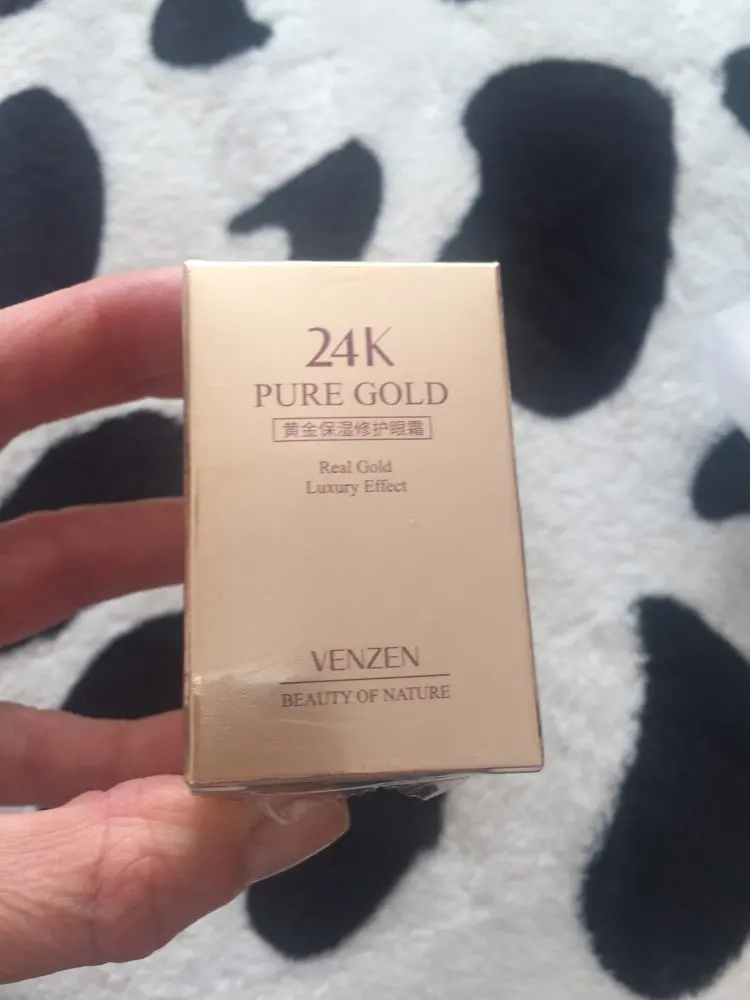 24K
PURE GOLD
黄金保湿修护眼霜
Real Gold
Luxury Effect
VENZEN
BEAUTY OF NATURE